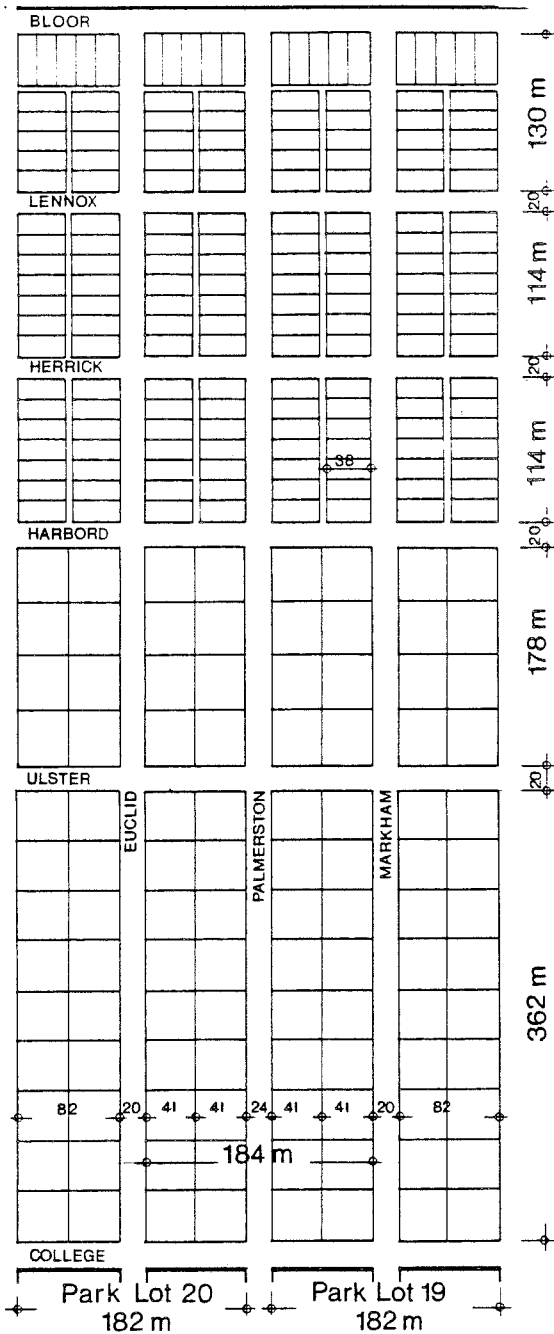 BLOOR
130 m
LENNOX
20
114 m
HERRICK
20
38
114 m
HARBORD
20
178 m
ULSTER
20
EUCLID
PALMERSTON
MARKHAM
362 m
82 20 41 41 24 41 41 20 82
184 m
COLLEGE
Park Lot 20 Park Lot 19
182 m 182 m